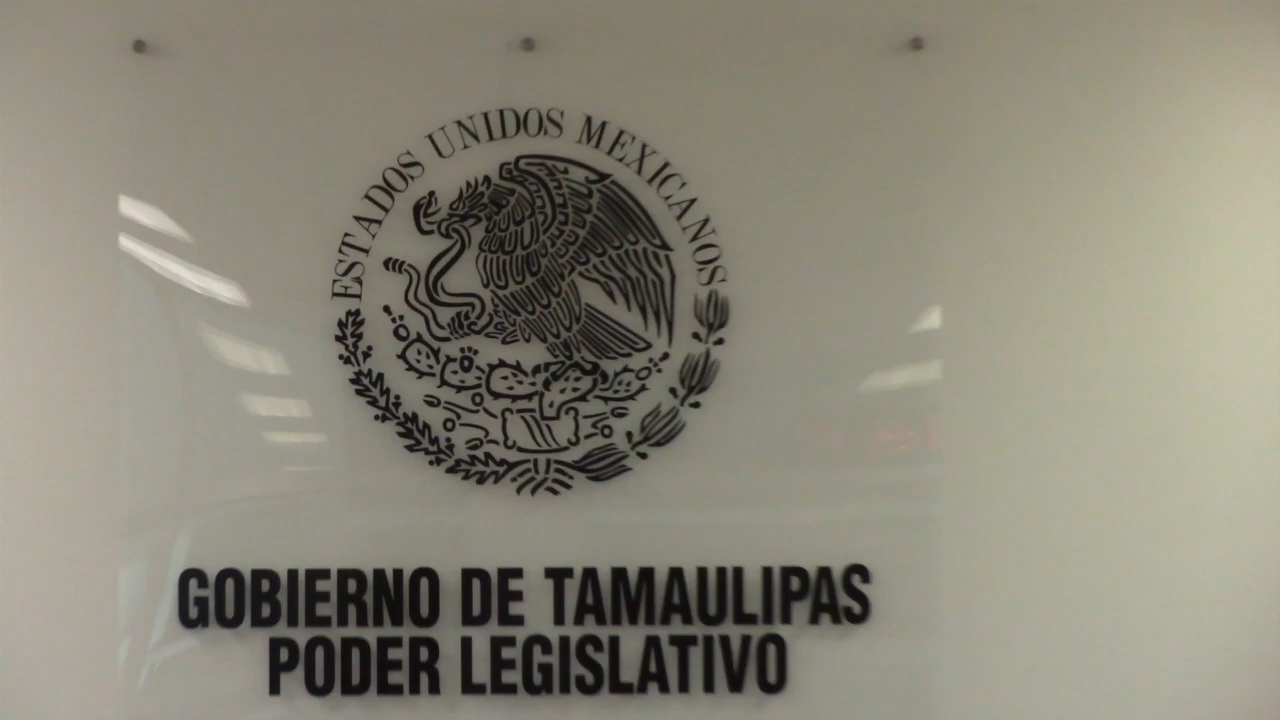 ESTADOS UNIDOS MEXICANOS
GOBIERNO DE TAMAULIPAS
PODER LEGISLATIVO